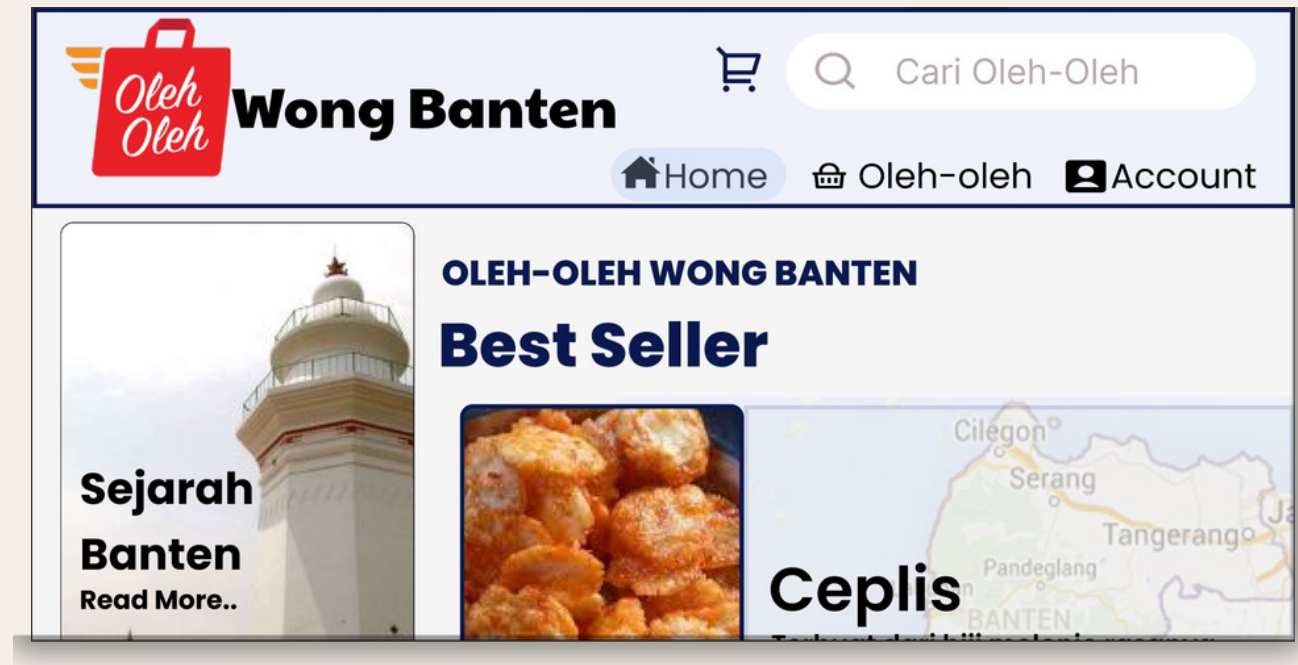 Oleh
Oleh
Wong Banten
Cari Oleh-Oleh
Home
Oleh-oleh
Account
Sejarah
Banten
Read More..
OLEH-OLEH WONG BANTEN
Best Seller
Cilegon
Serang
Tangerang
Pandeglang
Ceplis
BANTEN